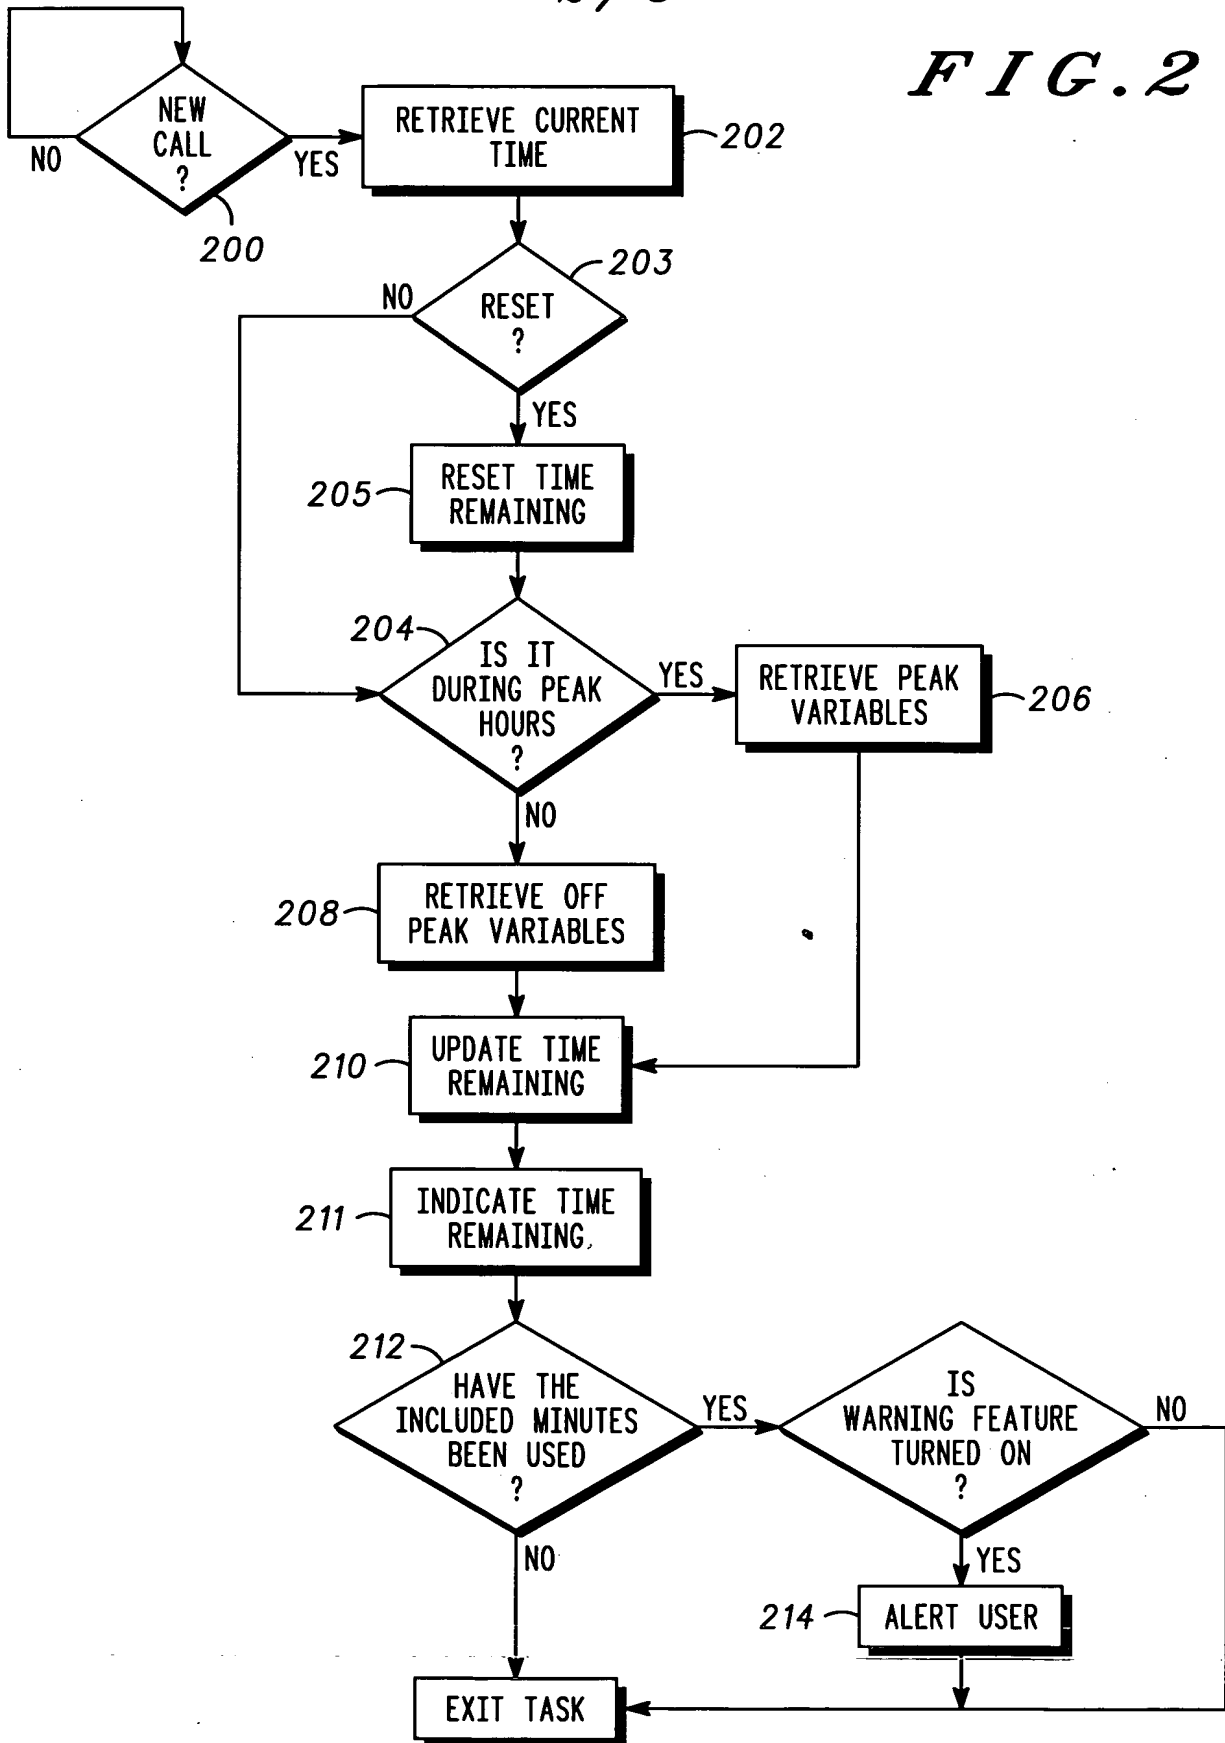 FIG.2
NEW
CALL
?
NO
YES
200
RETRIEVE CURRENT
TIME
202
203
RESET
?
NO
YES
205
RESET TIME
REMAINING
204
IS IT
DURING PEAK
HOURS
?
YES
NO
RETRIEVE PEAK
VARIABLES
206
208
RETRIEVE OFF
PEAK VARIABLES
210
UPDATE TIME
REMAINING
211
INDICATE TIME
REMAINING
212
HAVE THE
INCLUDED MINUTES
BEEN USED
?
YES
NO
IS
WARNING FEATURE
TURNED ON
?
NO
YES
214
ALERT USER
EXIT TASK